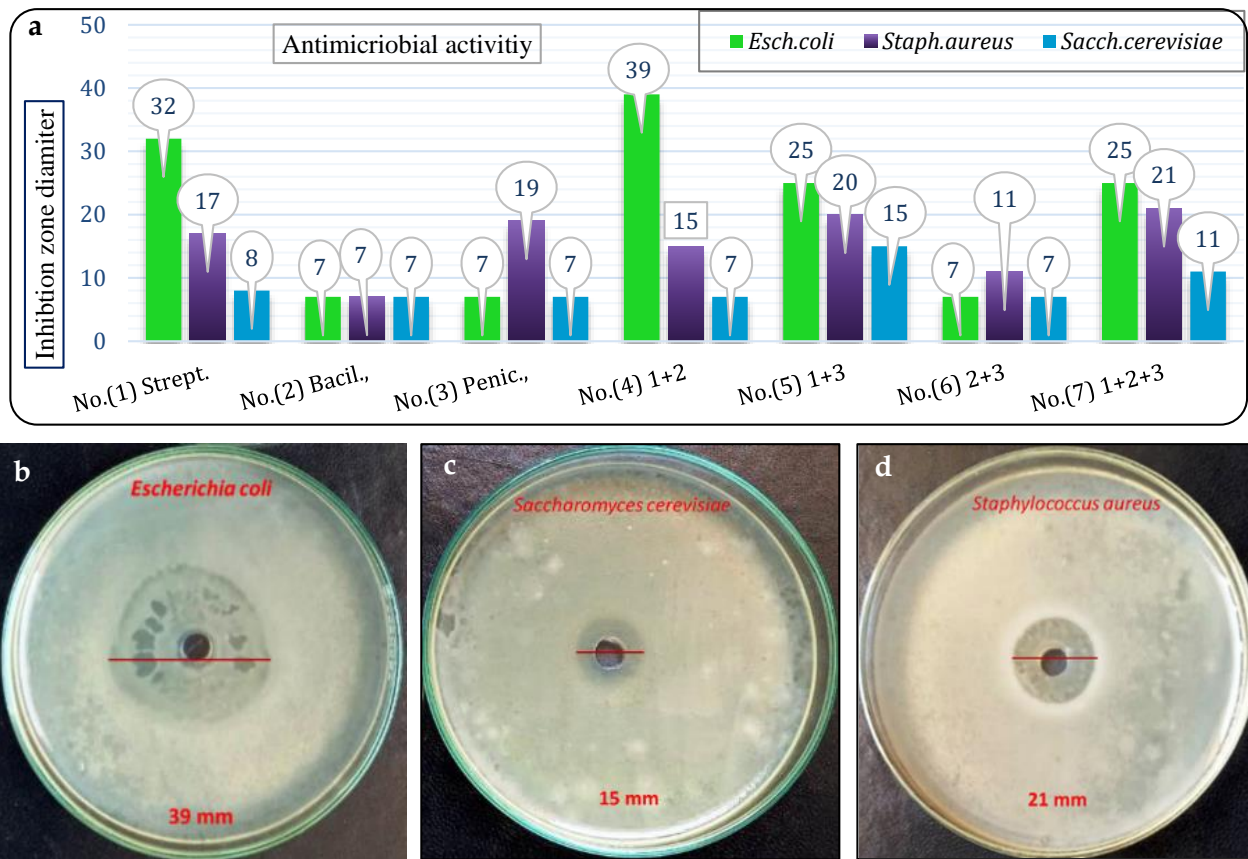 a
Antimicriobial activitiy
Esch.coli Staph.aureus Sacch.cerevisiae
Inhibtion zone diamiter
50
40
30
20
10
0
32 17 8
7 7 7
7 19 7
39 15 7
25 20 15
7 11 7
25 21 11
No.(1) Strept.
No.(2) Bacil.,
No.(3) Penic.,
No.(4) 1+2
No.(5) 1+3
No.(6) 2+3
No.(7) 1+2+3
b
Escherichia coli
39 mm
c
Saccharomyces cerevisiae
15 mm
d
Staphylococcus aureus
21 mm